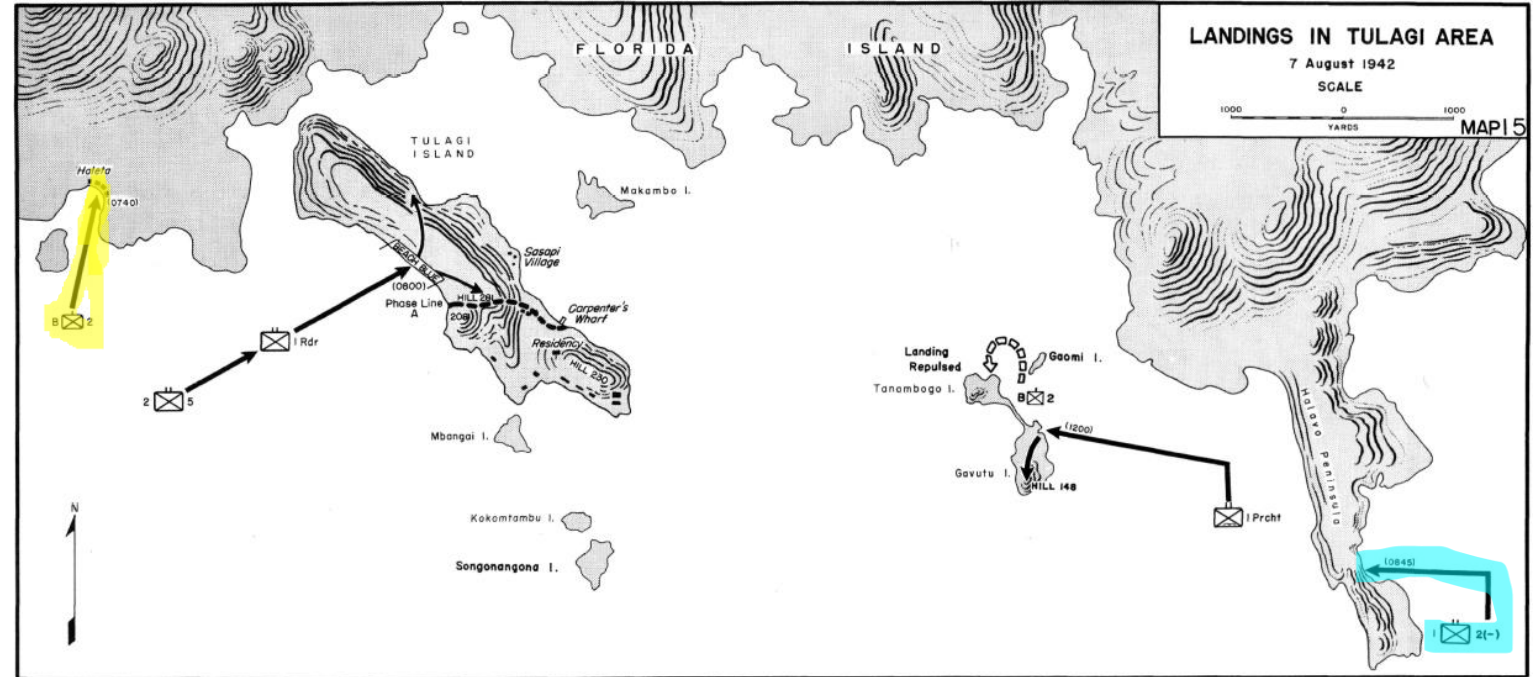 FLORIDA ISLAND
LANDINGS IN TULAGI AREA
7 August 1942
SCALE
1000 0 1000
YARDS
MAP15
TULAGI
ISLAND
Haleta
(0740)
Makambo I.
BEACH BLUE
(0800)
Sasapi
Village
Phase Line
A
HILL 281
208
Carpenter's
Wharf
Residency
HILL 230
B 2
1 Rdr
2 5
Mbangai I.
Landing
Repulsed
Gaomi I.
Tanombogo I.
B 2
(1200)
Gavutu I.
HILL 148
1 Prcht
Halavo Peninsula
N
Kokomtambu I.
Songonangona I.
(0845)
1 2(-)